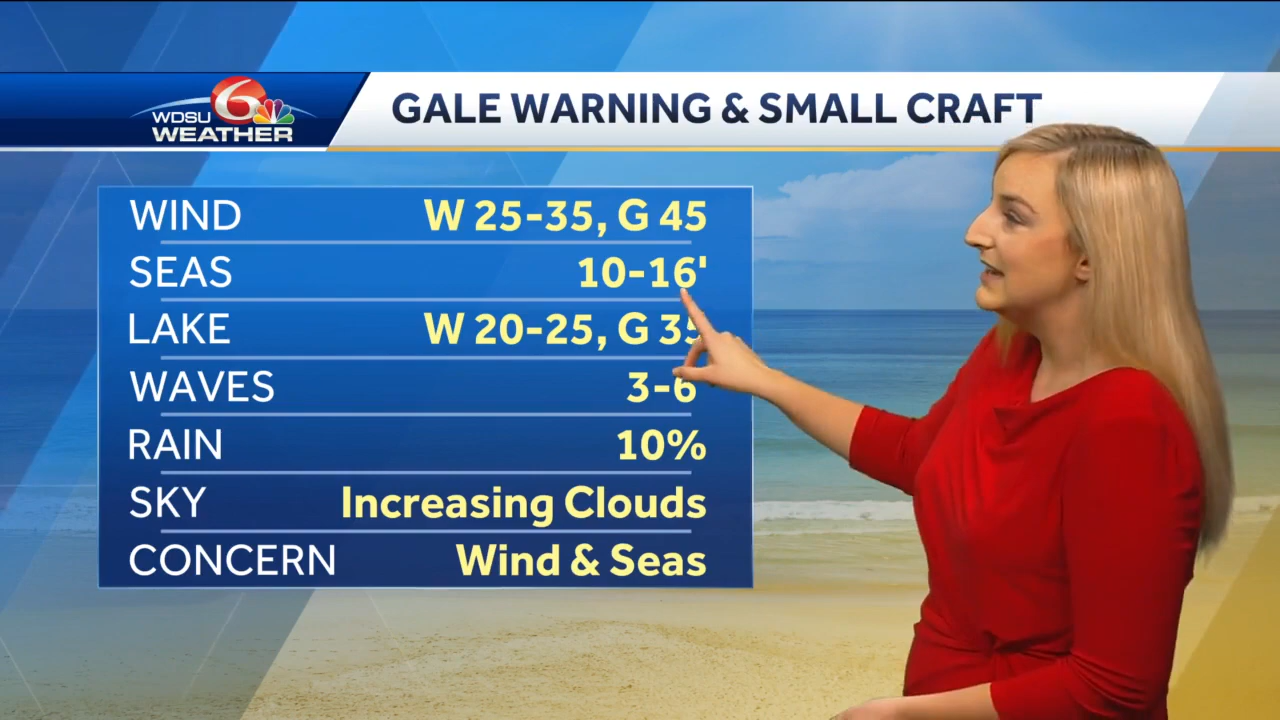 WDSU 6
WEATHER
GALE WARNING & SMALL CRAFT
WIND W 25-35, G 45
SEAS 10-16'
LAKE W 20-25, G 35
WAVES 3-6
RAIN 10%
SKY Increasing Clouds
CONCERN Wind & Seas